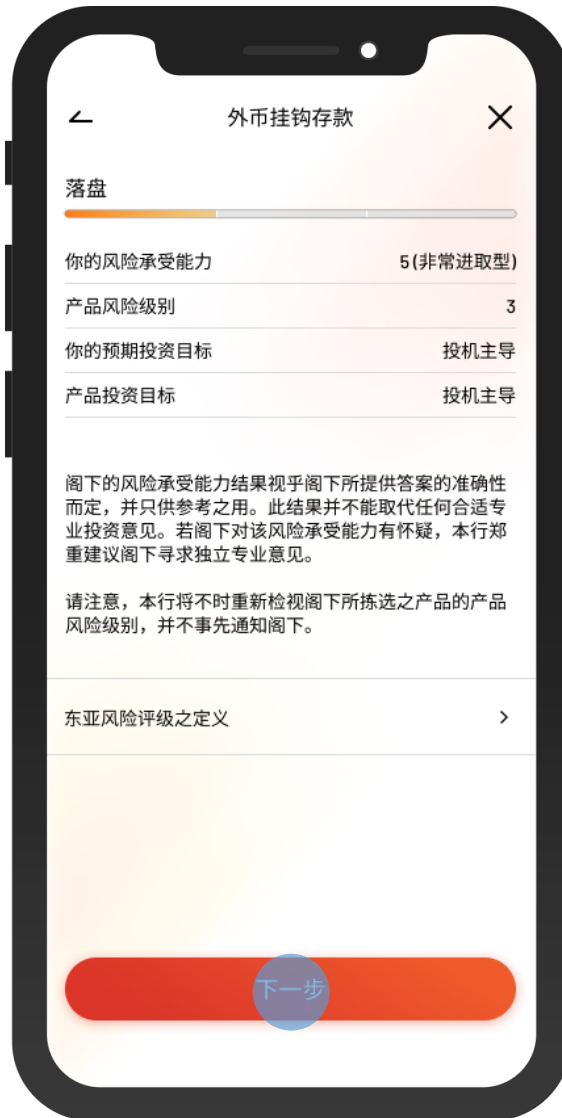 外币挂钩存款
落盘
你的风险承受能力 5(非常进取型)
产品风险级别 3
你的预期投资目标 投机主导
产品投资目标 投机主导
阁下的风险承受能力结果视乎阁下所提供答案的准确性
而定，并只供参考之用。此结果并不能取代任何合适专
业投资意见。若阁下对该风险承受能力有怀疑，本行郑
重建议阁下寻求独立专业意见。
请注意，本行将不时重新检视阁下所拣选之产品的产品
风险级别，并不事先通知阁下。
东亚风险评级之定义
下一步